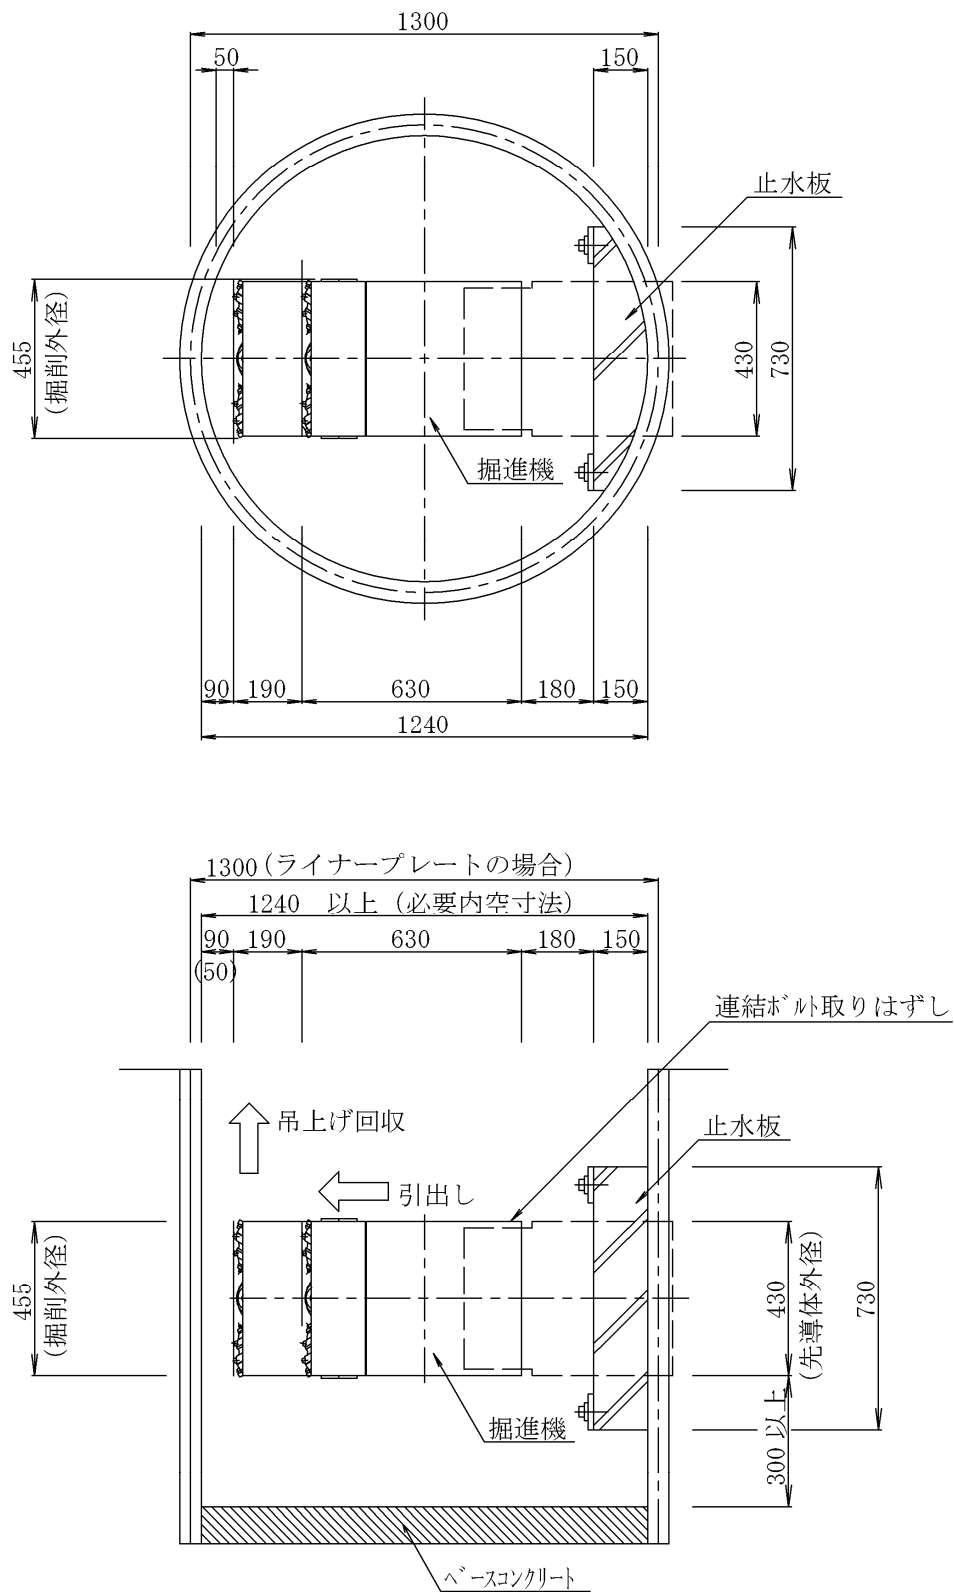 1300
50
150
止水板
455
(掘削外径)
430
730
掘進機
90
190
630
180
150
1240
1300(ライナープレートの場合)
1240 以上 (必要内空寸法)
90
190
630
180
150
(50)
連結ボルト取りはずし
吊上げ回収
止水板
引出し
455
(掘削外径)
430
(先導体外径)
730
掘進機
300以上
ベースコンクリート